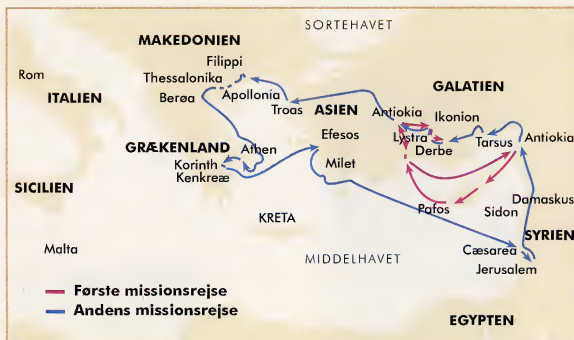 SORTEHAVET
MAKEDONIEN
Filippi
Rom
Thessalonika
GALATIEN
ITALIEN
Berøa
Apollonia
ASIEN
Antiokia
Ikonion
Troas
Efesos
Lystra
Tarsus
Antiokia
GRÆKENLAND
Athen
Derbe
Korinth
Milet
Kenkreæ
SICILIEN
Damaskus
Pafos
Sidon
KRETA
SYRIEN
Malta
MIDDELHAVET
Cæsarea
Jerusalem
Første missionsrejse
Andens missionsrejse
EGYPTEN